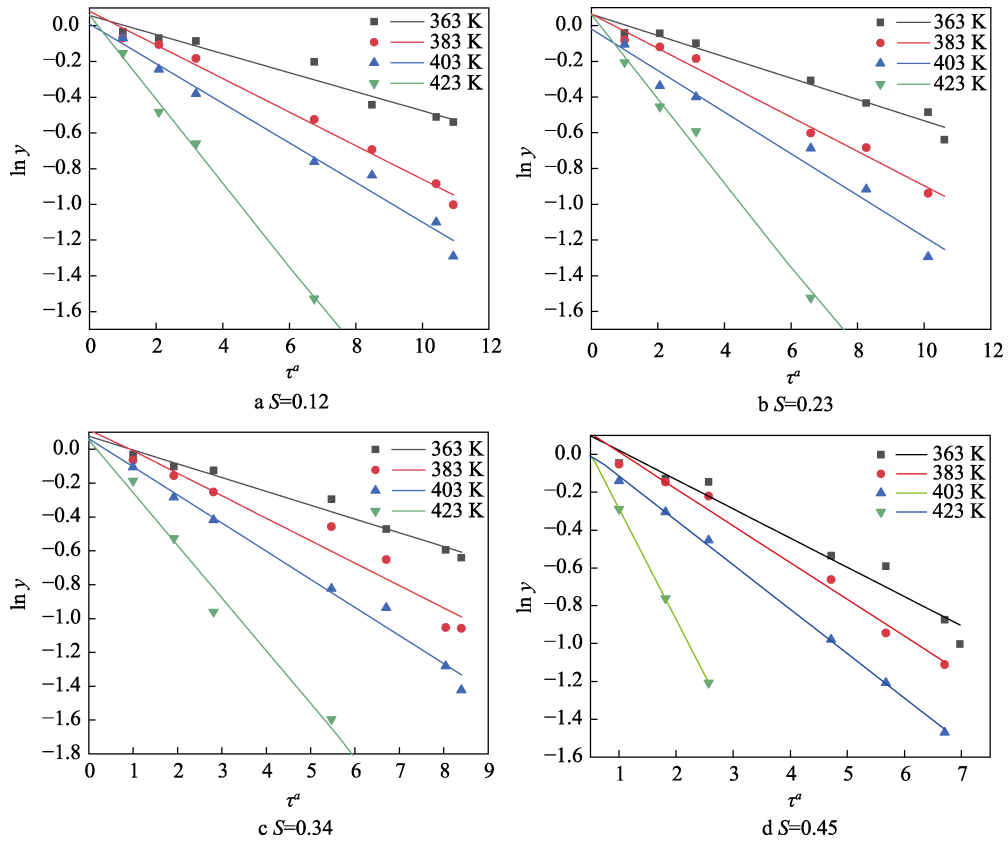 363 K
383 K
403 K
423 K
0.0
−0.2
−0.4
−0.6
−0.8
−1.0
−1.2
−1.4
−1.6
ln y
0 2 4 6 8 10 12
τᵃ
a S=0.12
363 K
383 K
403 K
423 K
0.0
−0.2
−0.4
−0.6
−0.8
−1.0
−1.2
−1.4
−1.6
ln y
0 2 4 6 8 10 12
τᵃ
b S=0.23
363 K
383 K
403 K
423 K
0.0
−0.2
−0.4
−0.6
−0.8
−1.0
−1.2
−1.4
−1.6
−1.8
ln y
0 1 2 3 4 5 6 7 8 9
τᵃ
c S=0.34
363 K
383 K
403 K
423 K
0.0
−0.2
−0.4
−0.6
−0.8
−1.0
−1.2
−1.4
−1.6
ln y
1 2 3 4 5 6 7
τᵃ
d S=0.45